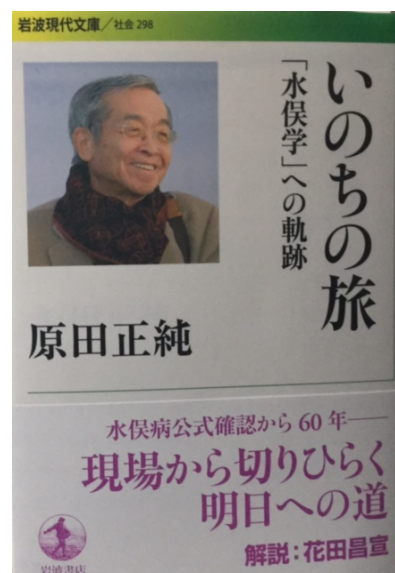 岩波現代文庫／社会 298
いのちの旅
「水俣学」への軌跡
原田正純
水俣病公式確認から 60 年──
現場から切りひらく
明日への道
解説：花田昌宣
岩波書店